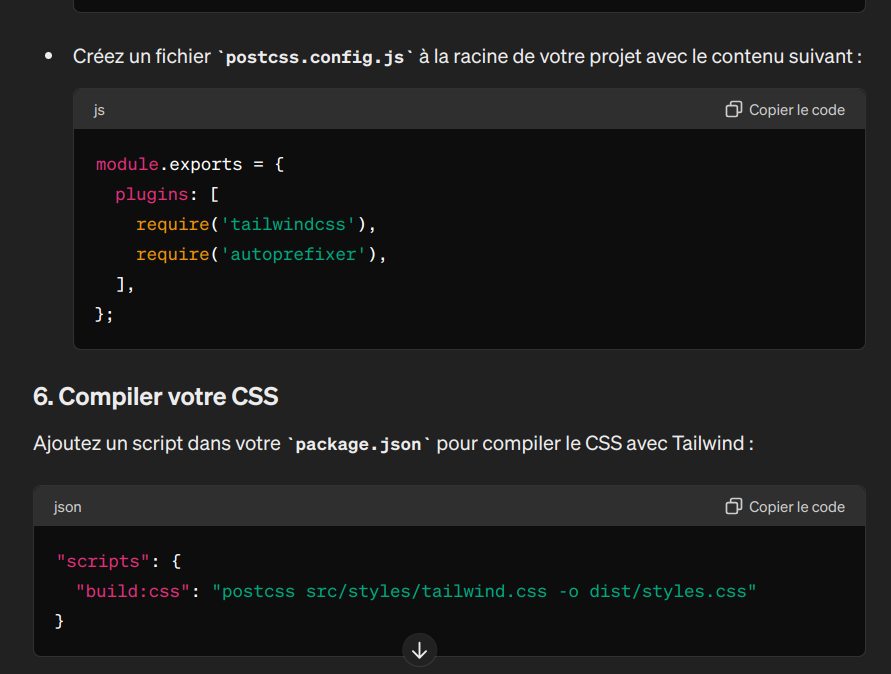 • Créez un fichier `postcss.config.js` à la racine de votre projet avec le contenu suivant :
js
Copier le code
module.exports = {
  plugins: [
    require('tailwindcss'),
    require('autoprefixer'),
  ],
};
6. Compiler votre CSS
Ajoutez un script dans votre `package.json` pour compiler le CSS avec Tailwind :
json
Copier le code
"scripts": {
  "build:css": "postcss src/styles/tailwind.css -o dist/styles.css"
}